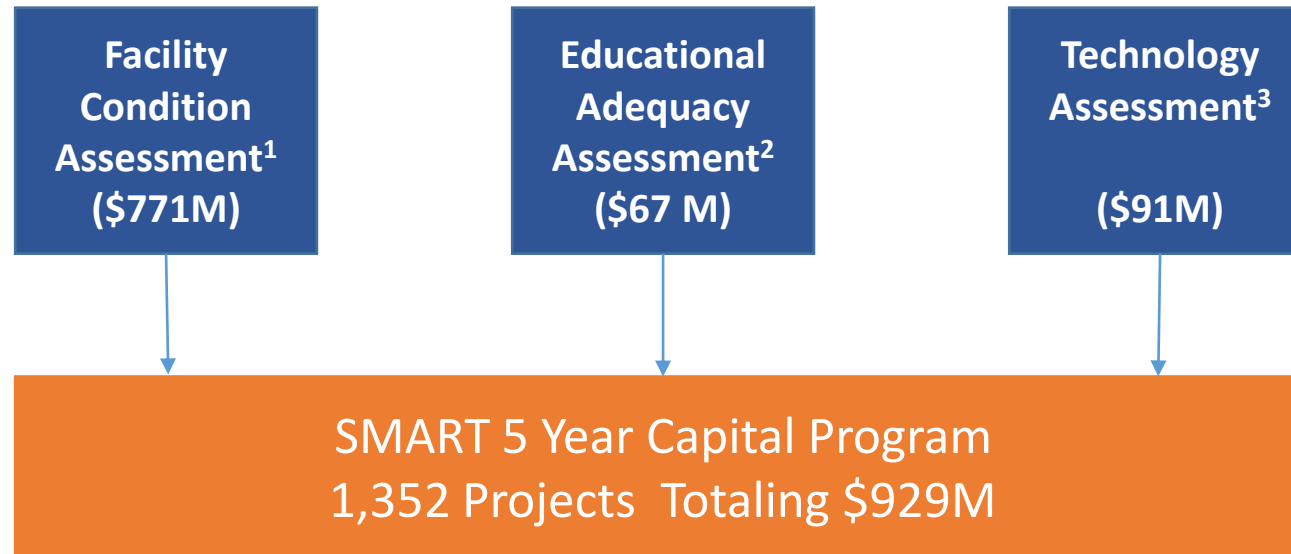 Facility
Condition
Assessment¹
($771M)
Educational
Adequacy
Assessment²
($67 M)
Technology
Assessment³
($91M)
SMART 5 Year Capital Program
1,352 Projects  Totaling $929M